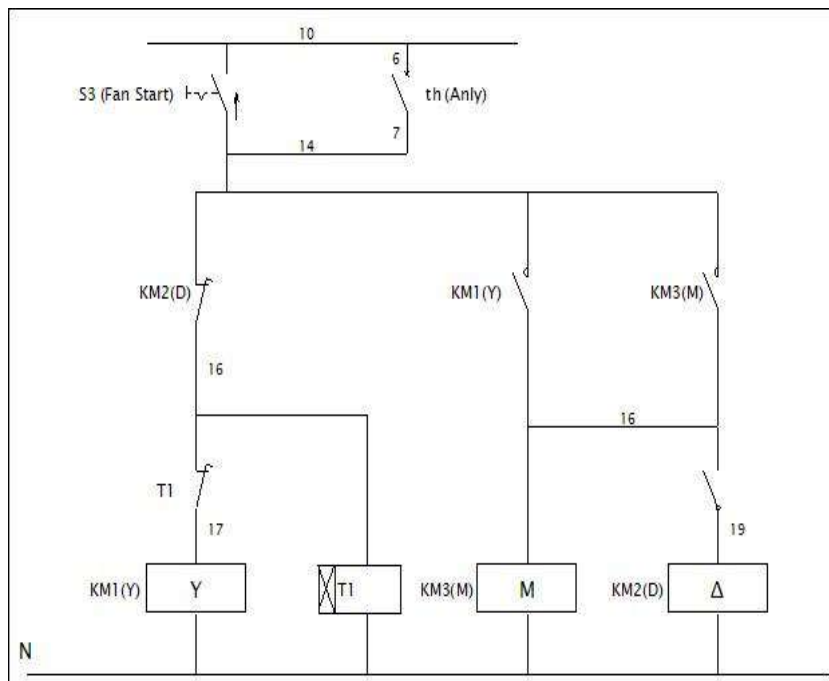 10
S3 (Fan Start)
6
th (Anly)
7
14
KM2(D)
KM1(Y)
KM3(M)
16
16
T1
17
19
KM1(Y)
Y
T1
KM3(M)
M
KM2(D)
Δ
N